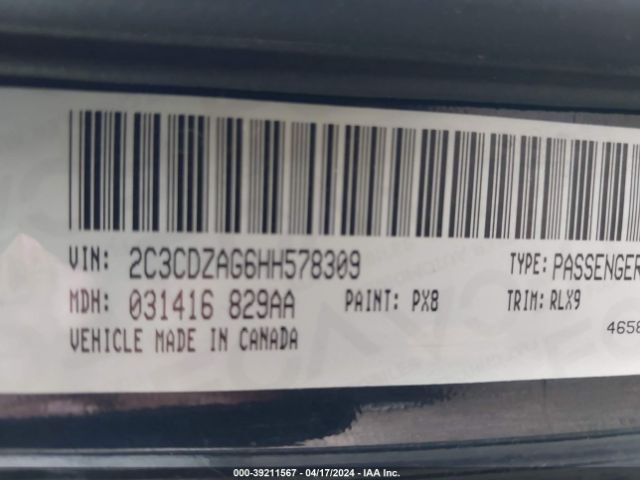 VIN: 2C3CDZAG6HH578309 TYPE: PASSENGER
MDH: 031416 829AA PAINT: PX8 TRIM: RLX9
VEHICLE MADE IN CANADA
4658
000-39211567 - 04/17/2024 - IAA Inc.